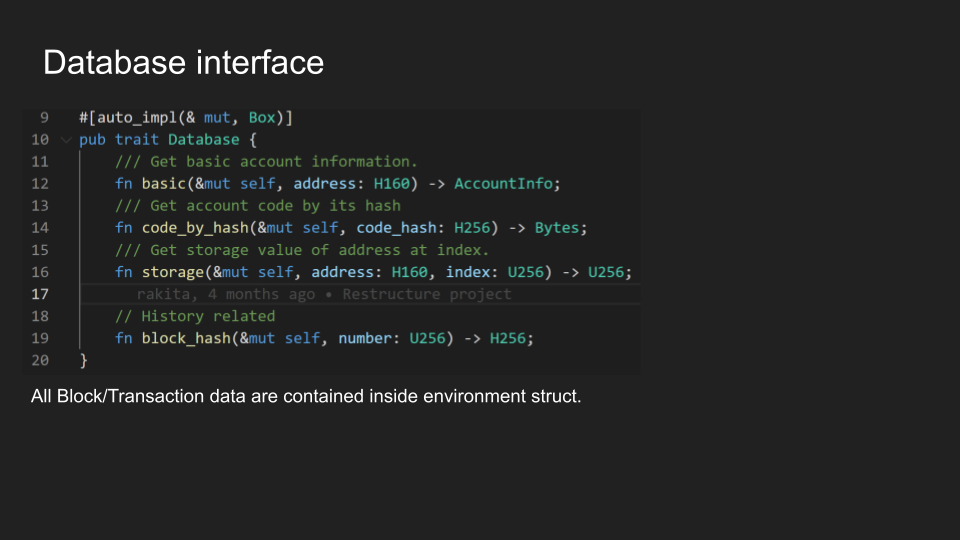 Database interface
9 #[auto_impl(& mut, Box)]
10 pub trait Database {
11 /// Get basic account information.
12 fn basic(&mut self, address: H160) -> AccountInfo;
13 /// Get account code by its hash
14 fn code_by_hash(&mut self, code_hash: H256) -> Bytes;
15 /// Get storage value of address at index.
16 fn storage(&mut self, address: H160, index: U256) -> U256;
17 rakita, 4 months ago • Restructure project
18 // History related
19 fn block_hash(&mut self, number: U256) -> H256;
20 }
All Block/Transaction data are contained inside environment struct.